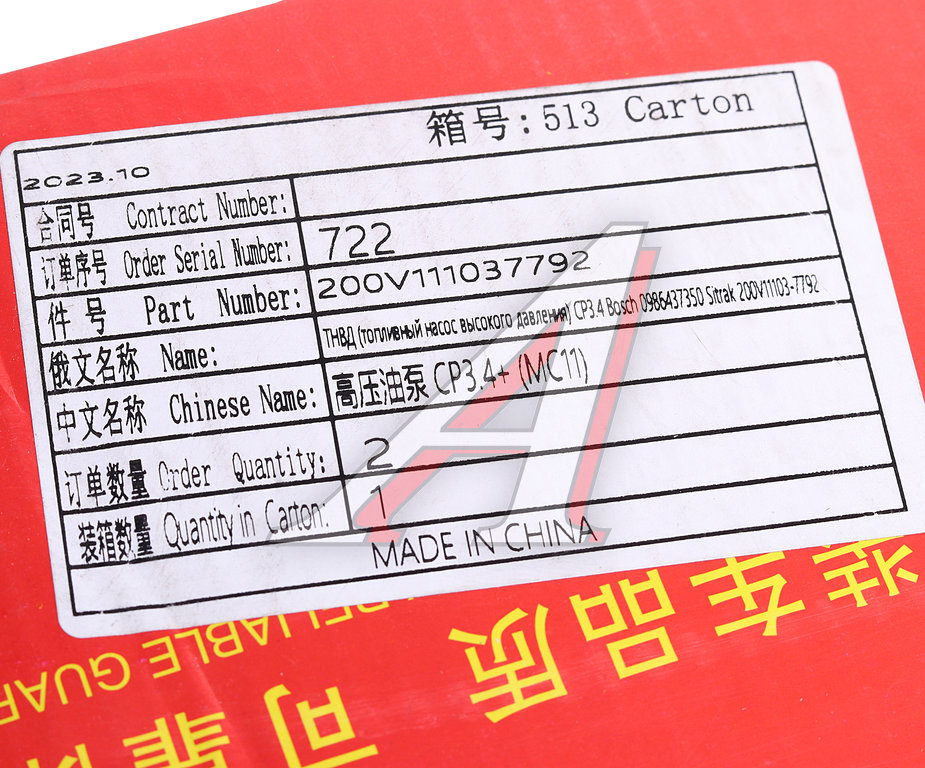 箱号:513 Carton
2023.10
合同号 Contract Number:
订单序号 Order Serial Number: 722
件号 Part Number: 200V111037792
俄文名称 Name: ТНВД (топливный насос высокого давления) CP3.4 Bosch 0986437350 Sitrak 200V11103-7792
中文名称 Chinese Name: 高压油泵 CP3.4+ (MC11)
订单数量 Order Quantity: 2
装箱数量 Quantity in Carton: 1
MADE IN CHINA
装车品质
RELIABLE
可靠